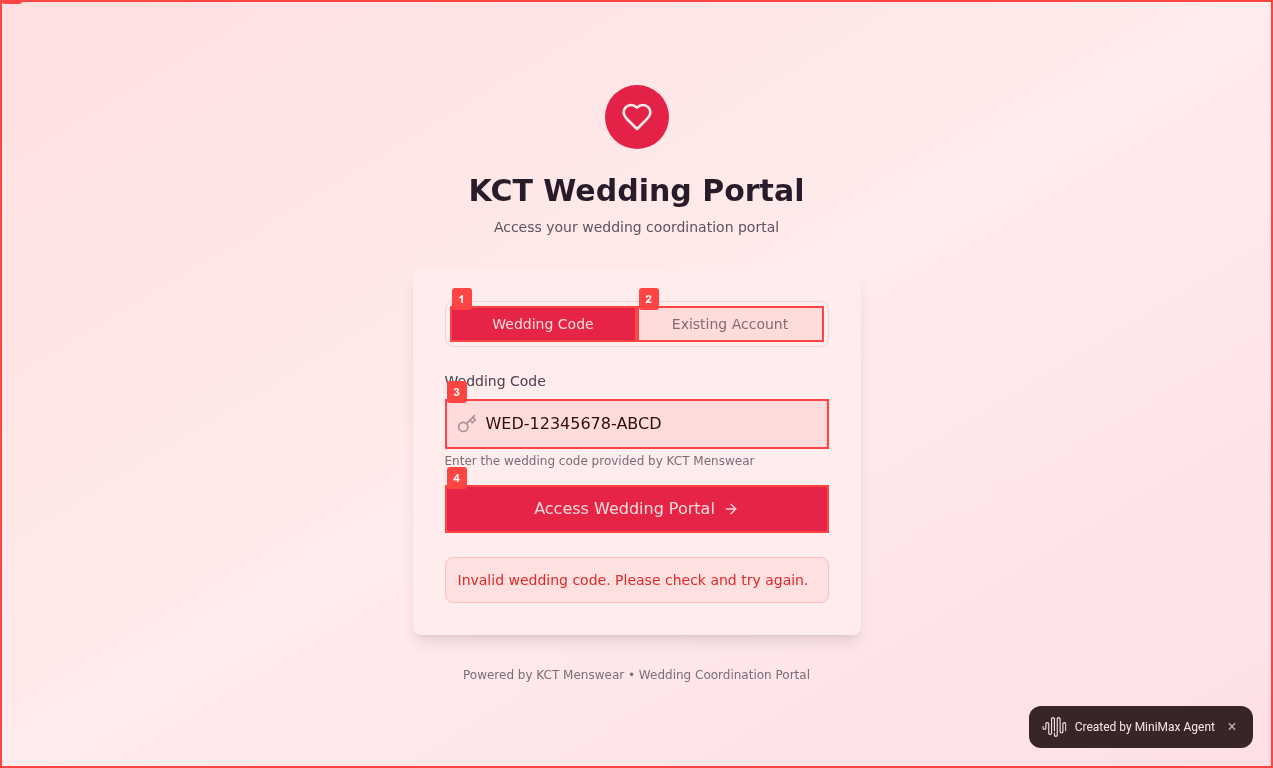 KCT Wedding Portal
Access your wedding coordination portal
1
2
Wedding Code
Existing Account
Wedding Code
3
WED-12345678-ABCD
Enter the wedding code provided by KCT Menswear
4
Access Wedding Portal →
Invalid wedding code. Please check and try again.
Powered by KCT Menswear • Wedding Coordination Portal
Created by MiniMax Agent ×